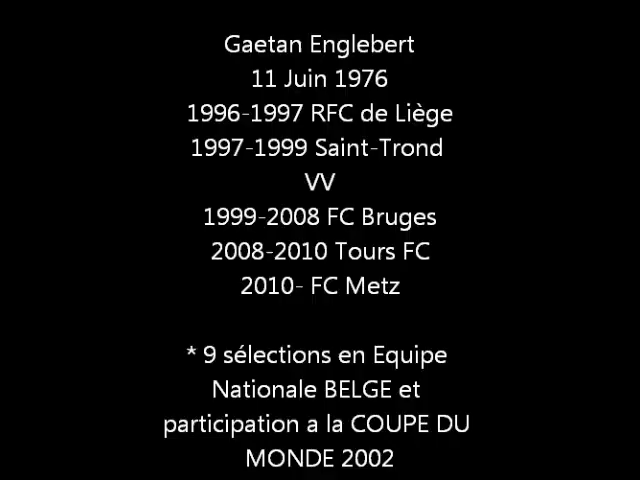 Gaetan Englebert
11 Juin 1976
1996-1997 RFC de Liège
1997-1999 Saint-Trond
VV
1999-2008 FC Bruges
2008-2010 Tours FC
2010- FC Metz
* 9 sélections en Equipe
Nationale BELGE et
participation a la COUPE DU
MONDE 2002